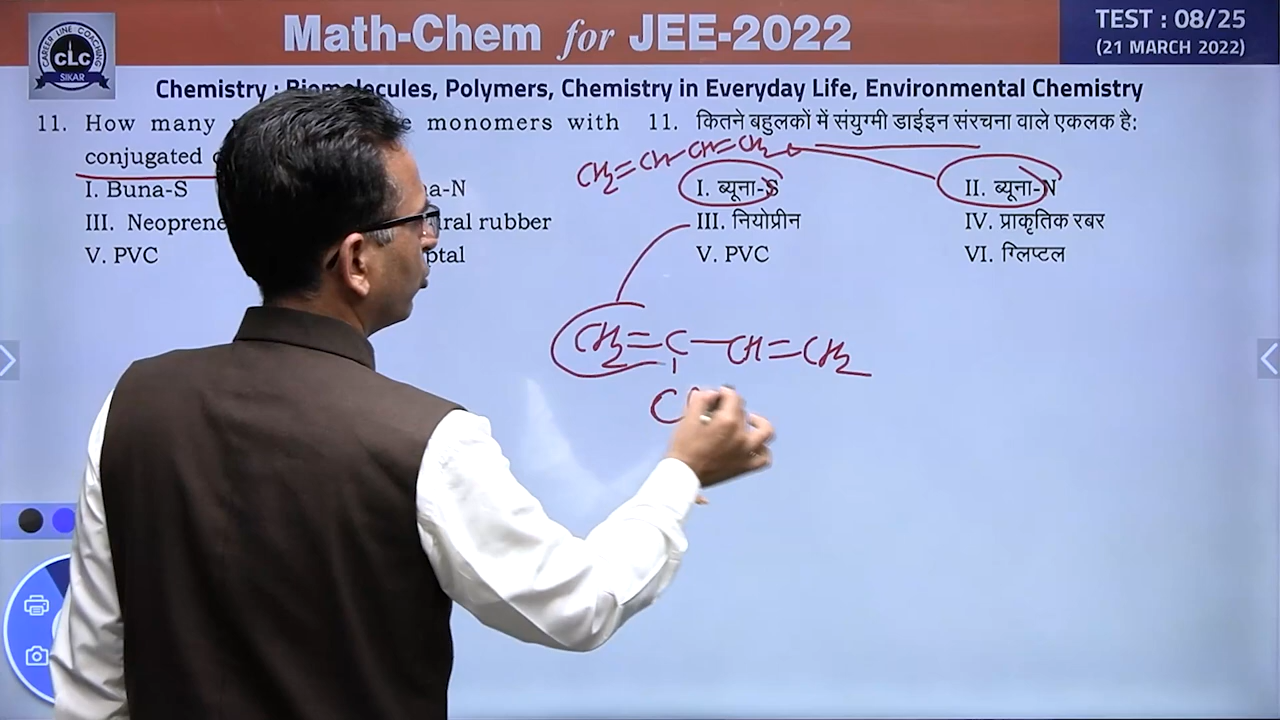 Math-Chem for JEE-2022
TEST : 08/25
(21 MARCH 2022)
CAREER LINE COACHING
CLC
SIKAR
Chemistry : Biomolecules, Polymers, Chemistry in Everyday Life, Environmental Chemistry
11. How many monomers with
conjugated
I. Buna-S
III. Neoprene rubber
V. PVC
11. कितने बहुलकों में संयुग्मी डाईइन संरचना वाले एकलक है:
CH2=CH-CH=CH2
I. ब्यूना-S II. ब्यूना-N
III. नियोप्रीन IV. प्राकृतिक रबर
V. PVC VI. ग्लिप्टल
CH2=C-CH=CH2
C